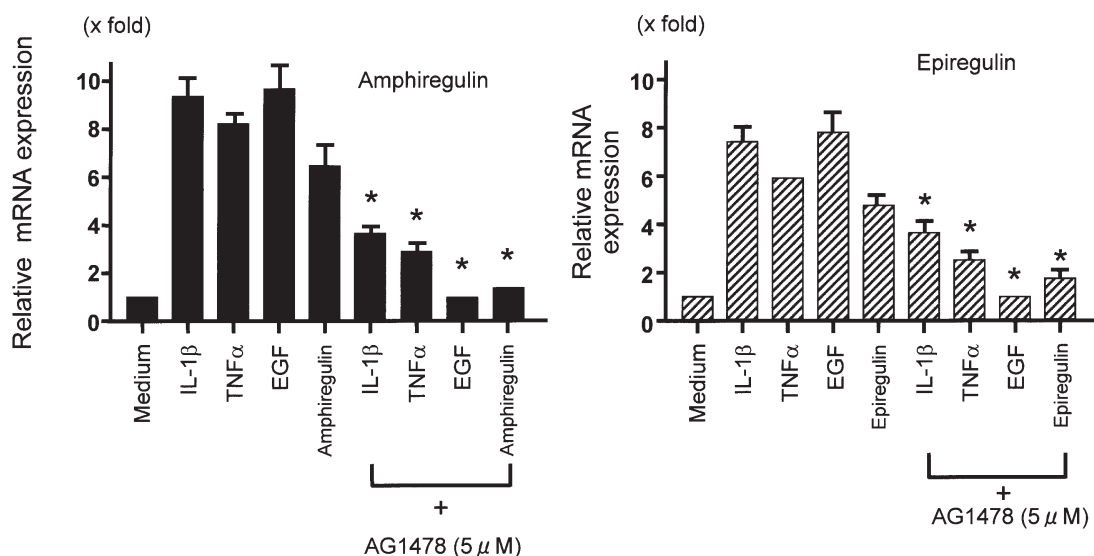 (x fold)
Amphiregulin
Relative mRNA expression
10
8
6
4
2
0
* * * *
Medium
IL-1β
TNFα
EGF
Amphiregulin
IL-1β
TNFα
EGF
Amphiregulin
+
AG1478 (5 μM)
(x fold)
Epiregulin
Relative mRNA
expression
10
8
6
4
2
0
* * * *
Medium
IL-1β
TNFα
EGF
Epiregulin
IL-1β
TNFα
EGF
Epiregulin
+
AG1478 (5 μM)